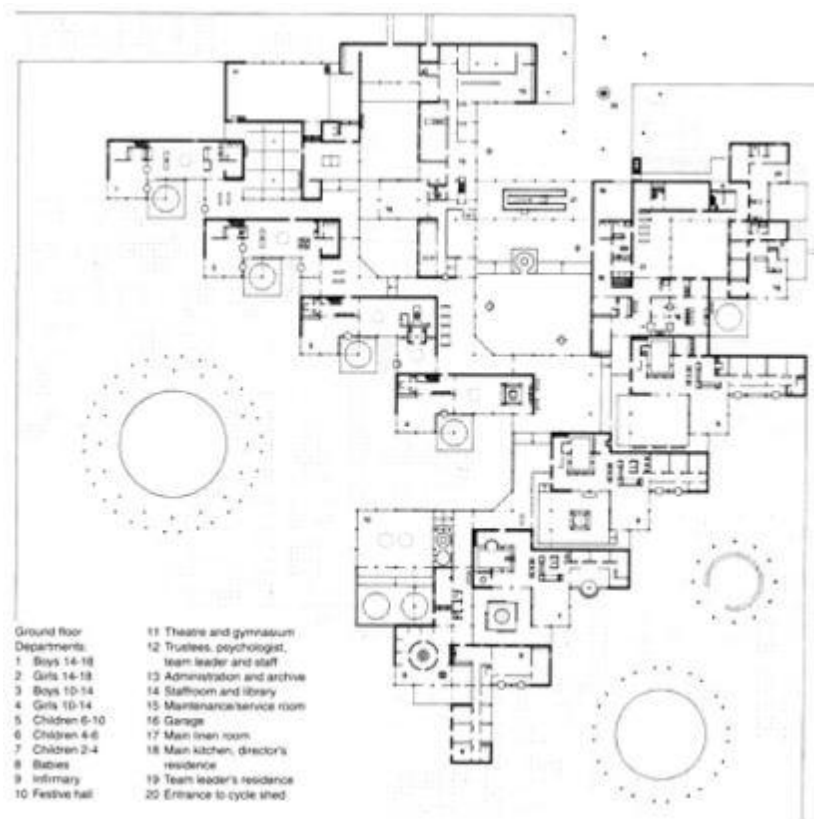 Ground floor
Departments:
1 Boys 14-18
2 Girls 14-18
3 Boys 10-14
4 Girls 10-14
5 Children 6-10
6 Children 4-6
7 Children 2-4
8 Babies
9 Infirmary
10 Festive hall
11 Theatre and gymnasium
12 Trustees, psychologist,
team leader and staff
13 Administration and archive
14 Staffroom and library
15 Maintenance/service room
16 Garage
17 Main linen room
18 Main kitchen, director's
residence
19 Team leader's residence
20 Entrance to cycle shed